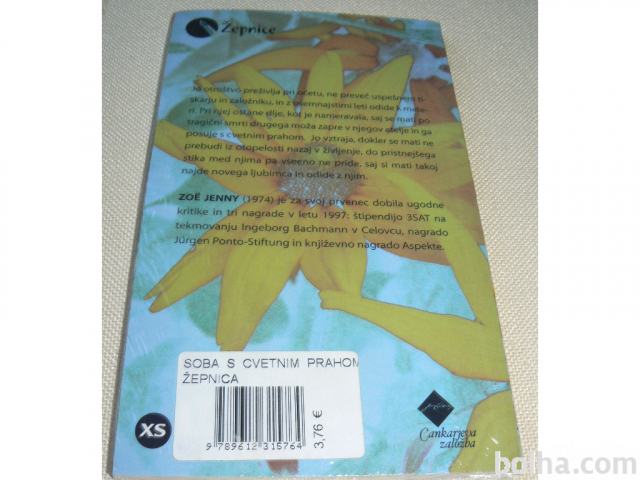 Žepnice
Jo otroštvo preživlja pri očetu, ne preveč uspešnem ti-
skarju in založniku, in z osemnajstimi leti odide k mate-
ri. Pri njej ostane dlje, kot je nameravala, saj se mati po
tragični smrti drugega moža zapre v njegov atelje in ga
posuje s cvetnim prahom. Jo vztraja, dokler se mati ne
prebudi iz otopelosti nazaj v življenje, do pristnejšega
stika med njima pa vseeno ne pride, saj si mati takoj
najde novega ljubimca in odide z njim.
ZOË JENNY (1974) je za svoj prvenec dobila ugodne
kritike in tri nagrade v letu 1997: štipendijo 3SAT na
tekmovanju Ingeborg Bachmann v Celovcu, nagrado
Jürgen Ponto-Stiftung in književno nagrado Aspekte.
SOBA S CVETNIM PRAHOM
ŽEPNICA
9 789612 315764
3,76 €
XS
Cankarjeva
založba
bolha.com